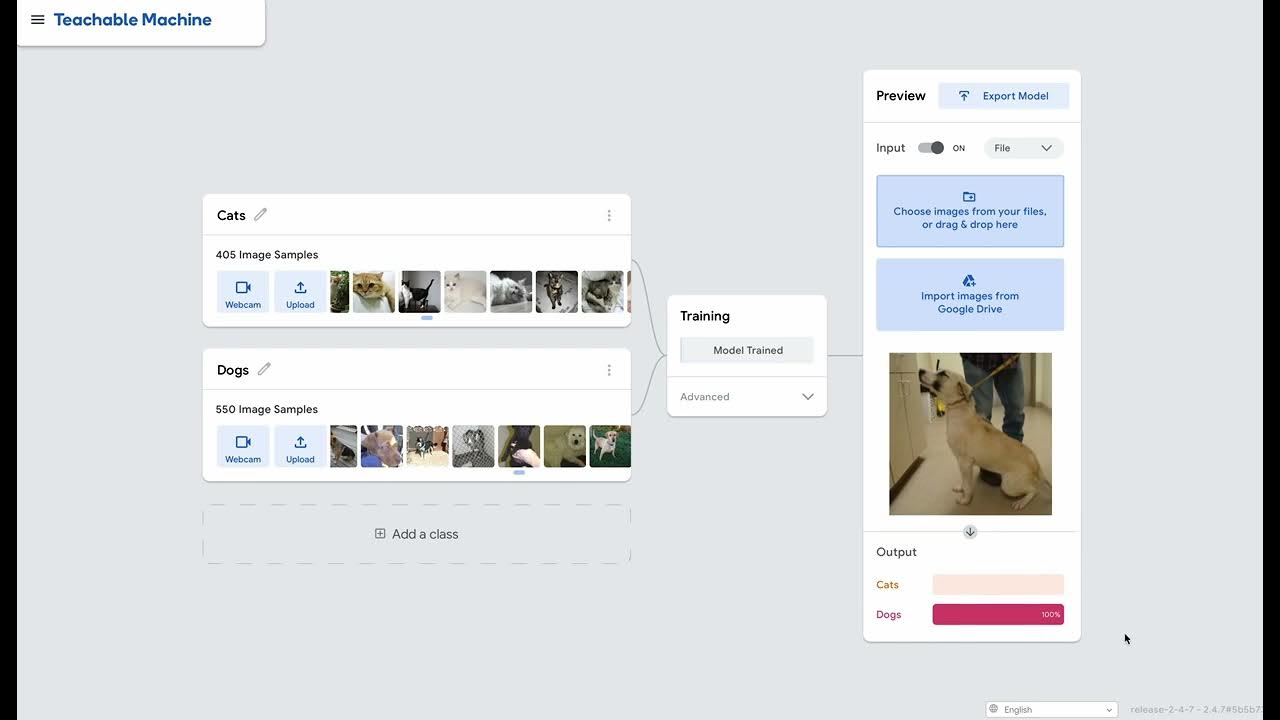 Teachable Machine
Cats
405 Image Samples
Webcam
Upload
Dogs
550 Image Samples
Webcam
Upload
Add a class
Training
Model Trained
Advanced
Preview
Export Model
Input
ON
File
Choose images from your files,
or drag & drop here
Import images from
Google Drive
Output
Cats
Dogs
100%
English
release-2-4-7 - 2.4.7#5b5b7